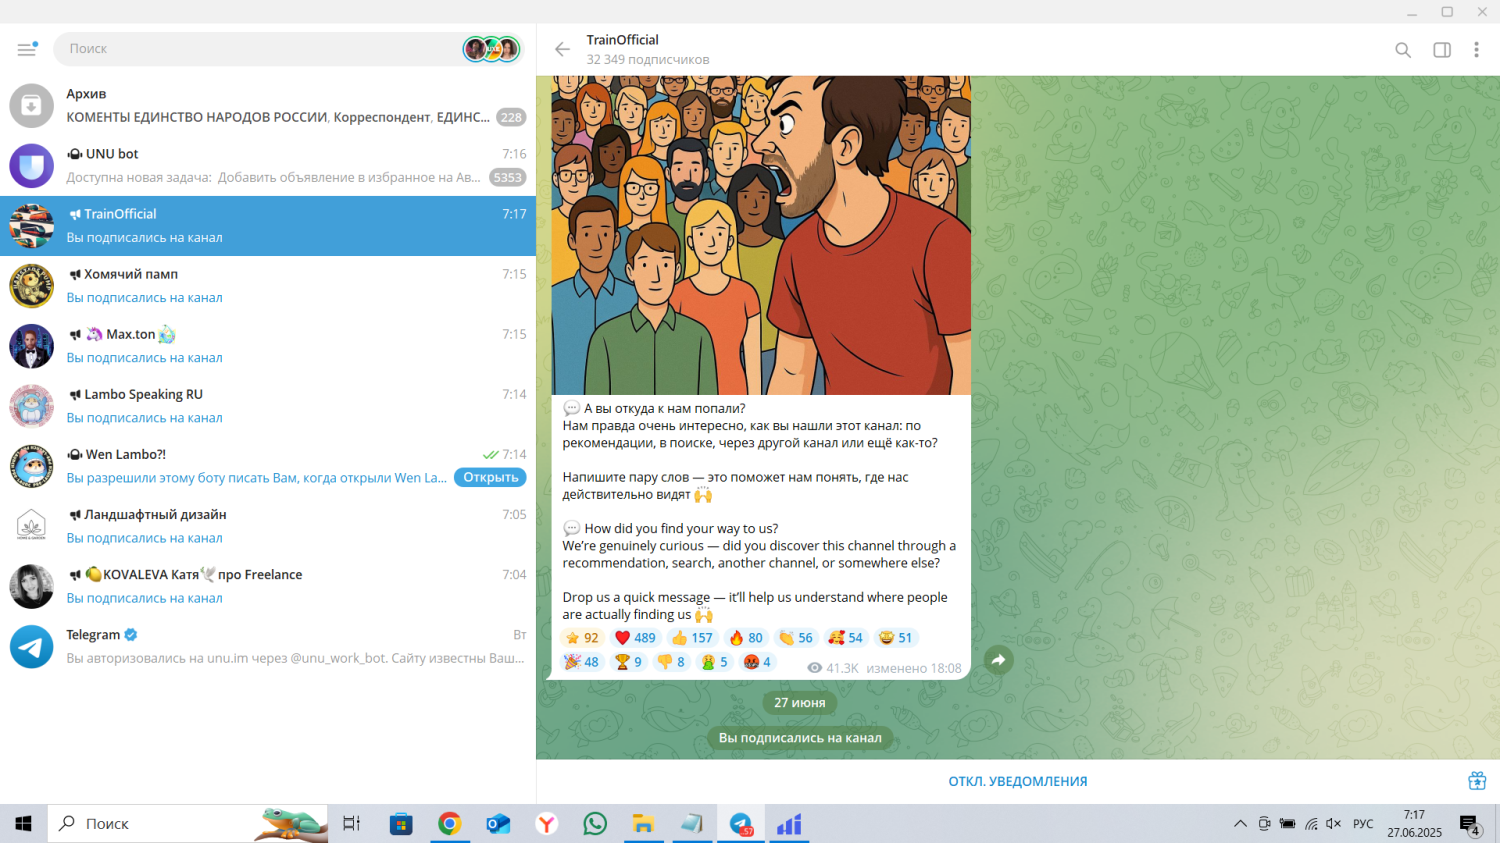 Поиск
Архив
КОМЕНТЫ ЕДИНСТВО НАРОДОВ РОССИИ, Корреспондент, ЕДИНС... 228
UNU bot 7:16
Доступна новая задача: Добавить объявление в избранное на Ав... 5353
TrainOfficial 7:17
Вы подписались на канал
Хомячий памп 7:15
Вы подписались на канал
Max.ton 7:15
Вы подписались на канал
Lambo Speaking RU 7:14
Вы подписались на канал
Wen Lambo?! 7:14
Вы разрешили этому боту писать Вам, когда открыли Wen La... Открыть
Ландшафтный дизайн 7:05
Вы подписались на канал
KOVALEVA Катя про Freelance 7:04
Вы подписались на канал
Telegram Вт
Вы авторизовались на unu.im через @unu_work_bot. Сайту известны Ваш...
TrainOfficial
32 349 подписчиков
А вы откуда к нам попали?
Нам правда очень интересно, как вы нашли этот канал: по
рекомендации, в поиске, через другой канал или ещё как-то?
Напишите пару слов — это поможет нам понять, где нас
действительно видят
How did you find your way to us?
We're genuinely curious — did you discover this channel through a
recommendation, search, another channel, or somewhere else?
Drop us a quick message — it'll help us understand where people
are actually finding us
92 489 157 80 56 54 51
48 9 8 5 4 41.3K изменено 18:08
27 июня
Вы подписались на канал
ОТКЛ. УВЕДОМЛЕНИЯ
Поиск
57
РУС
7:17
27.06.2025
4